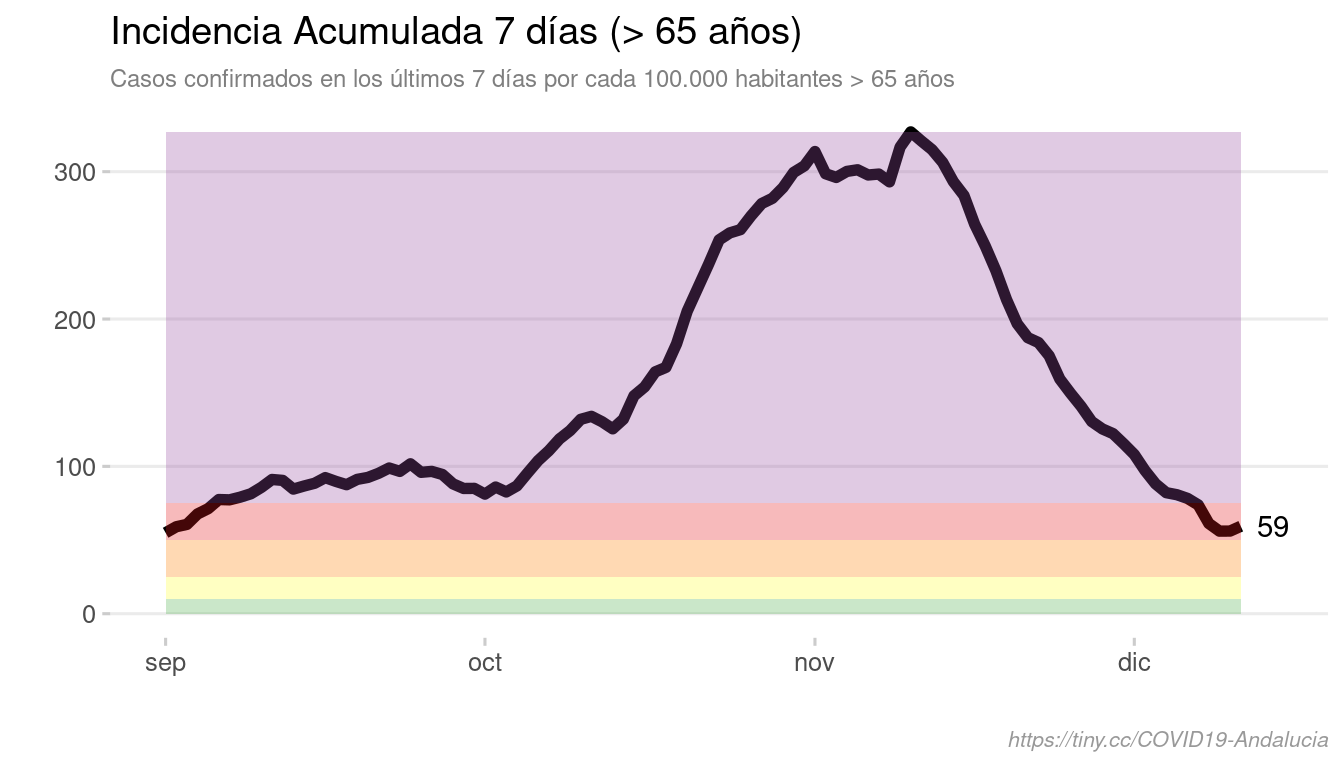 Incidencia Acumulada 7 días (> 65 años)
Casos confirmados en los últimos 7 días por cada 100.000 habitantes > 65 años
300
200
100
0
59
sep oct nov dic
https://tiny.cc/COVID19-Andalucia